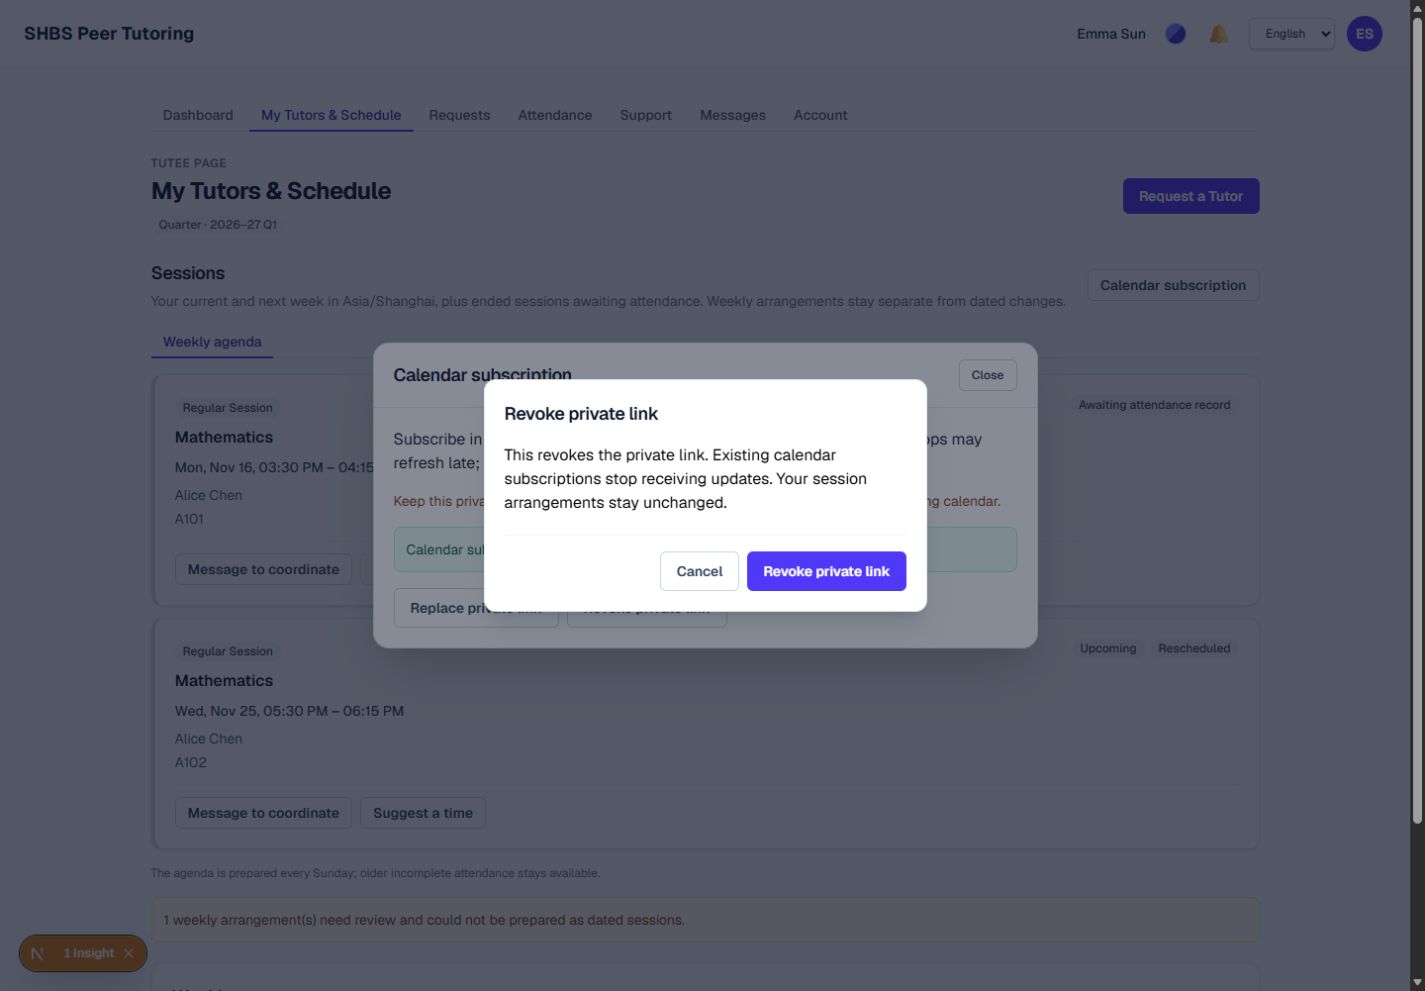 SHBS Peer Tutoring
Emma Sun
English
ES
Dashboard
My Tutors & Schedule
Requests
Attendance
Support
Messages
Account
TUTEE PAGE
My Tutors & Schedule
Quarter · 2026–27 Q1
Request a Tutor
Sessions
Your current and next week in Asia/Shanghai, plus ended sessions awaiting attendance. Weekly arrangements stay separate from dated changes.
Calendar subscription
Weekly agenda
Calendar subscription
Close
Subscribe in
may
refresh late;
Keep this
calendar.
Calendar
Replace
Revoke private link
This revokes the private link. Existing calendar
subscriptions stop receiving updates. Your session
arrangements stay unchanged.
Cancel
Revoke private link
Regular Session
Awaiting attendance record
Mathematics
Mon, Nov 16, 03:30 PM – 04:15
Alice Chen
A101
Message to coordinate
Regular Session
Upcoming
Rescheduled
Mathematics
Wed, Nov 25, 05:30 PM – 06:15 PM
Alice Chen
A102
Message to coordinate
Suggest a time
The agenda is prepared every Sunday; older incomplete attendance stays available.
1 weekly arrangement(s) need review and could not be prepared as dated sessions.
N
1 Insight